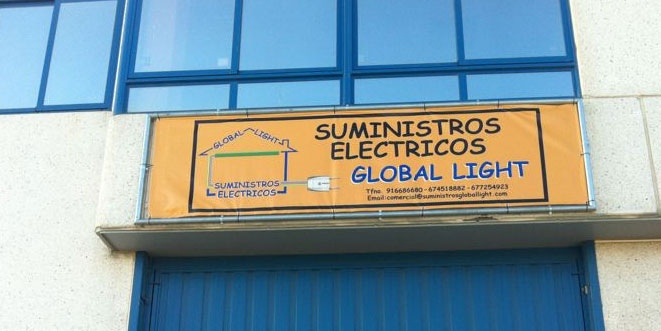 GLOBAL LIGHT
SUMINISTROS
ELECTRICOS
SUMINISTROS
ELECTRICOS
GLOBAL LIGHT
Tfno. 916686680 - 674518882 - 677254923
Email:comercial@suministrosgloballight.com